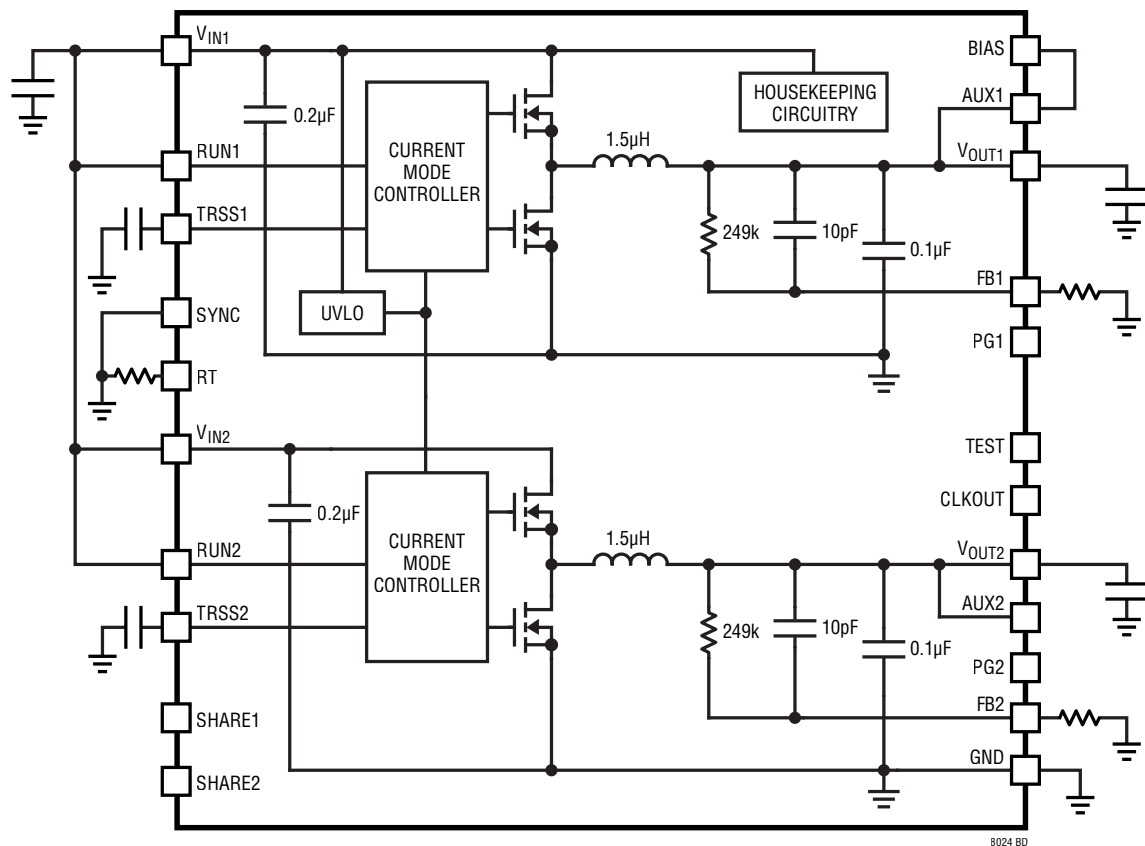 VIN1
BIAS
AUX1
HOUSEKEEPING
CIRCUITRY
0.2µF
CURRENT
MODE
CONTROLLER
1.5µH
RUN1
VOUT1
TRSS1
249k
10pF
0.1µF
FB1
UVLO
SYNC
PG1
RT
VIN2
TEST
CLKOUT
0.2µF
CURRENT
MODE
CONTROLLER
1.5µH
RUN2
VOUT2
TRSS2
AUX2
249k
10pF
0.1µF
PG2
SHARE1
FB2
GND
SHARE2
8024 BD